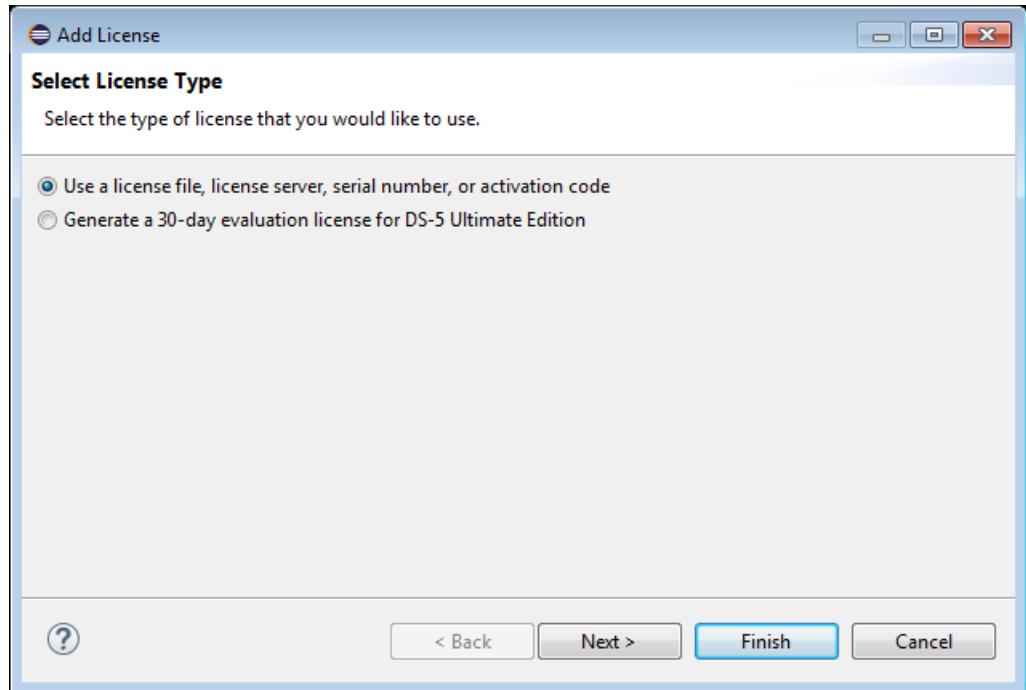 Add License
Select License Type
Select the type of license that you would like to use.
Use a license file, license server, serial number, or activation code
Generate a 30-day evaluation license for DS-5 Ultimate Edition
?
< Back
Next >
Finish
Cancel